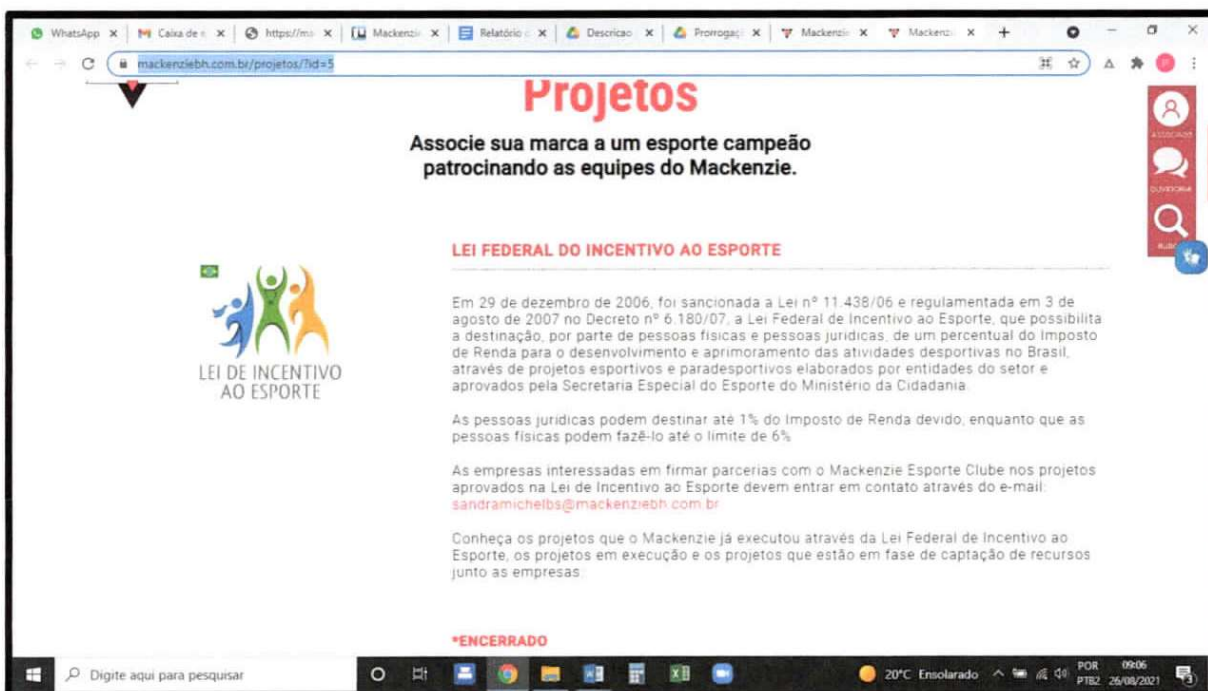 WhatsApp
Caixa de e
https://ma
Mackenzie
Relatório d
Descricao
Prorrogaç
Mackenzie
Mackenzie
mackenziebh.com.br/projetos/?id=5
Projetos
Associe sua marca a um esporte campeão
patrocinando as equipes do Mackenzie.
ASSOCIADO
OUVIDORIA
LEI FEDERAL DO INCENTIVO AO ESPORTE
LEI DE INCENTIVO
AO ESPORTE
Em 29 de dezembro de 2006, foi sancionada a Lei nº 11.438/06 e regulamentada em 3 de
agosto de 2007 no Decreto nº 6.180/07, a Lei Federal de Incentivo ao Esporte, que possibilita
a destinação, por parte de pessoas físicas e pessoas jurídicas, de um percentual do Imposto
de Renda para o desenvolvimento e aprimoramento das atividades desportivas no Brasil,
através de projetos esportivos e paradesportivos elaborados por entidades do setor e
aprovados pela Secretaria Especial do Esporte do Ministério da Cidadania.
As pessoas jurídicas podem destinar até 1% do Imposto de Renda devido, enquanto que as
pessoas físicas podem fazê-lo até o limite de 6%
As empresas interessadas em firmar parcerias com o Mackenzie Esporte Clube nos projetos
aprovados na Lei de Incentivo ao Esporte devem entrar em contato através do e-mail:
sandramichelbs@mackenziebh.com.br
Conheça os projetos que o Mackenzie já executou através da Lei Federal de Incentivo ao
Esporte, os projetos em execução e os projetos que estão em fase de captação de recursos
junto as empresas:
*ENCERRADO
Digite aqui para pesquisar
20°C Ensolarado
POR
PTB2
09:06
26/08/2021